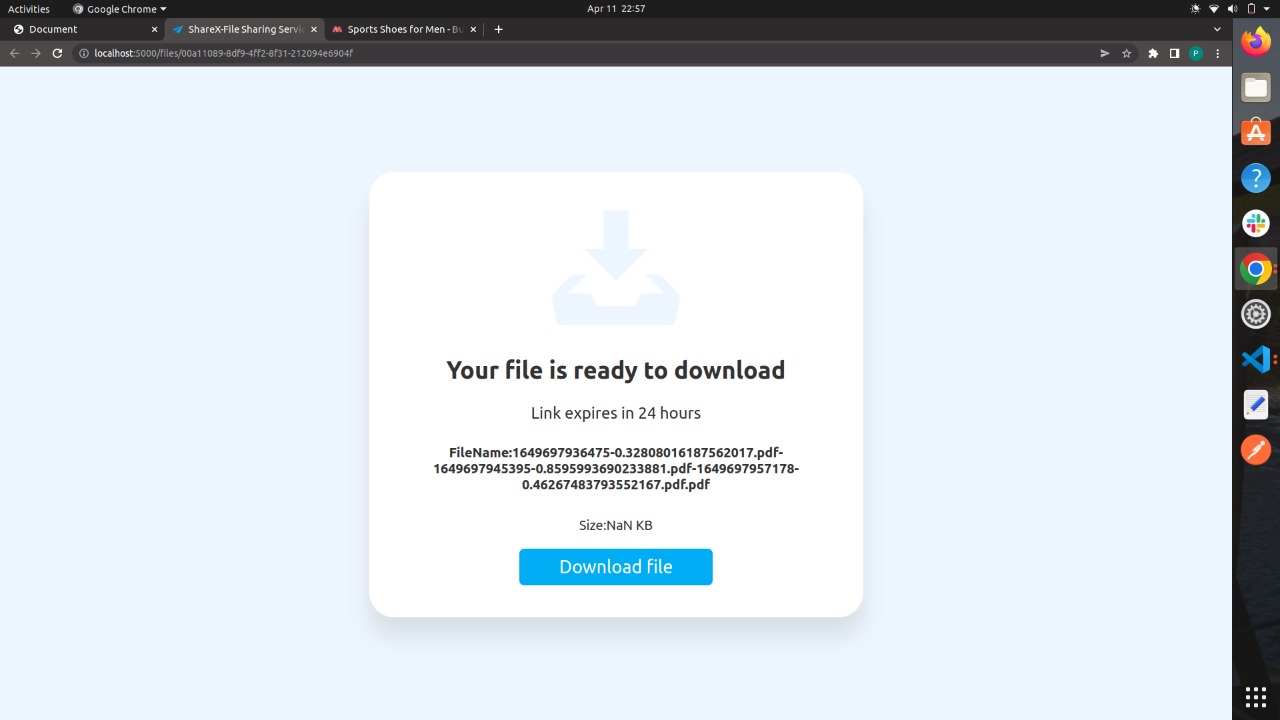 Activities Google Chrome Apr 11 22:57
Document ShareX-File Sharing Servic Sports Shoes for Men - Bu
localhost:5000/files/00a11089-8df9-4ff2-8f31-212094e6904f P
Your file is ready to download
Link expires in 24 hours
FileName:1649697936475-0.32808016187562017.pdf-
1649697945395-0.8595993690233881.pdf-1649697957178-
0.46267483793552167.pdf.pdf
Size:NaN KB
Download file